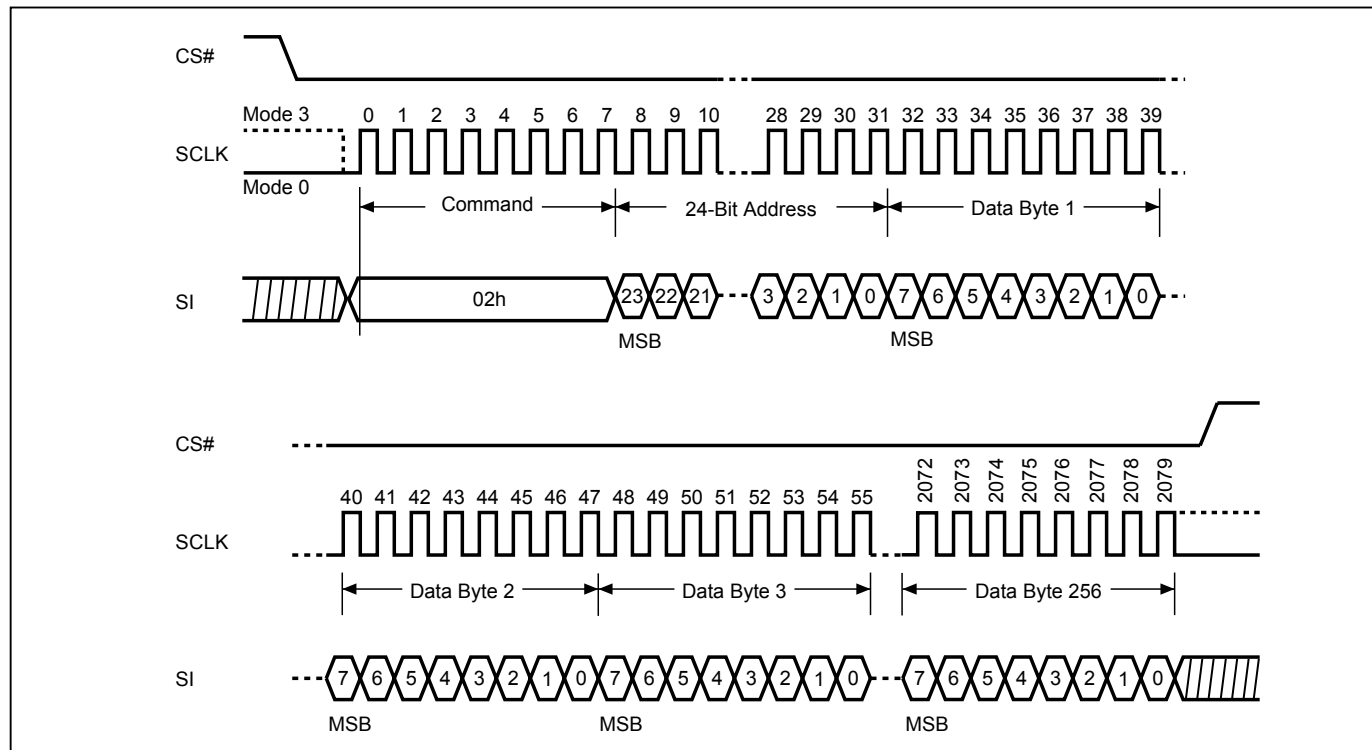 CS#
Mode 3 0 1 2 3 4 5 6 7 8 9 10 28 29 30 31 32 33 34 35 36 37 38 39
SCLK
Mode 0
Command 24-Bit Address Data Byte 1
SI 02h 23 22 21 3 2 1 0 7 6 5 4 3 2 1 0
MSB MSB
CS#
40 41 42 43 44 45 46 47 48 49 50 51 52 53 54 55 2072 2073 2074 2075 2076 2077 2078 2079
SCLK
Data Byte 2 Data Byte 3 Data Byte 256
SI 7 6 5 4 3 2 1 0 7 6 5 4 3 2 1 0 7 6 5 4 3 2 1 0
MSB MSB MSB